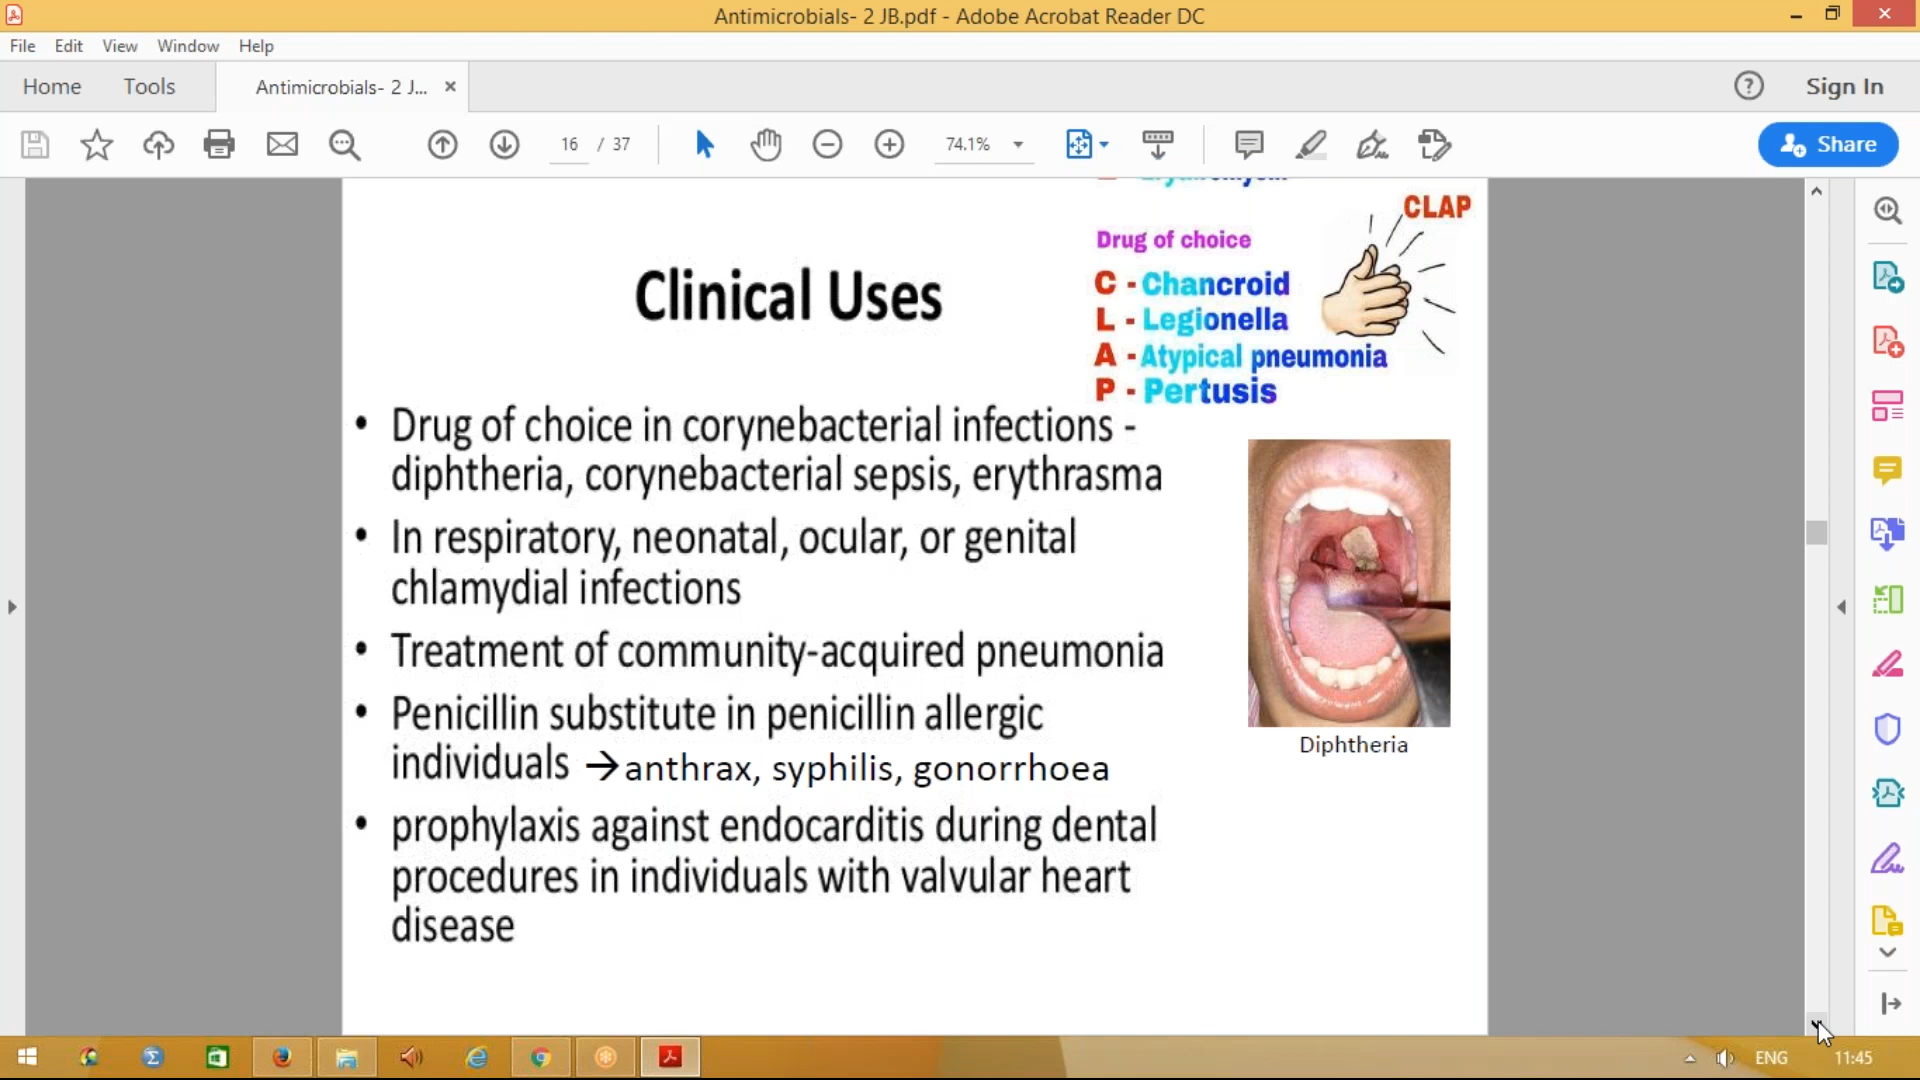 Antimicrobials- 2 JB.pdf - Adobe Acrobat Reader DC
File Edit View Window Help
Home Tools Antimicrobials- 2 J... Sign In
16 / 37 74.1% Share
CLAP
Drug of choice
C - Chancroid
L - Legionella
A - Atypical pneumonia
P - Pertusis
Clinical Uses
• Drug of choice in corynebacterial infections -
diphtheria, corynebacterial sepsis, erythrasma
• In respiratory, neonatal, ocular, or genital
chlamydial infections
• Treatment of community-acquired pneumonia
• Penicillin substitute in penicillin allergic
individuals → anthrax, syphilis, gonorrhoea
• prophylaxis against endocarditis during dental
procedures in individuals with valvular heart
disease
Diphtheria
ENG 11:45